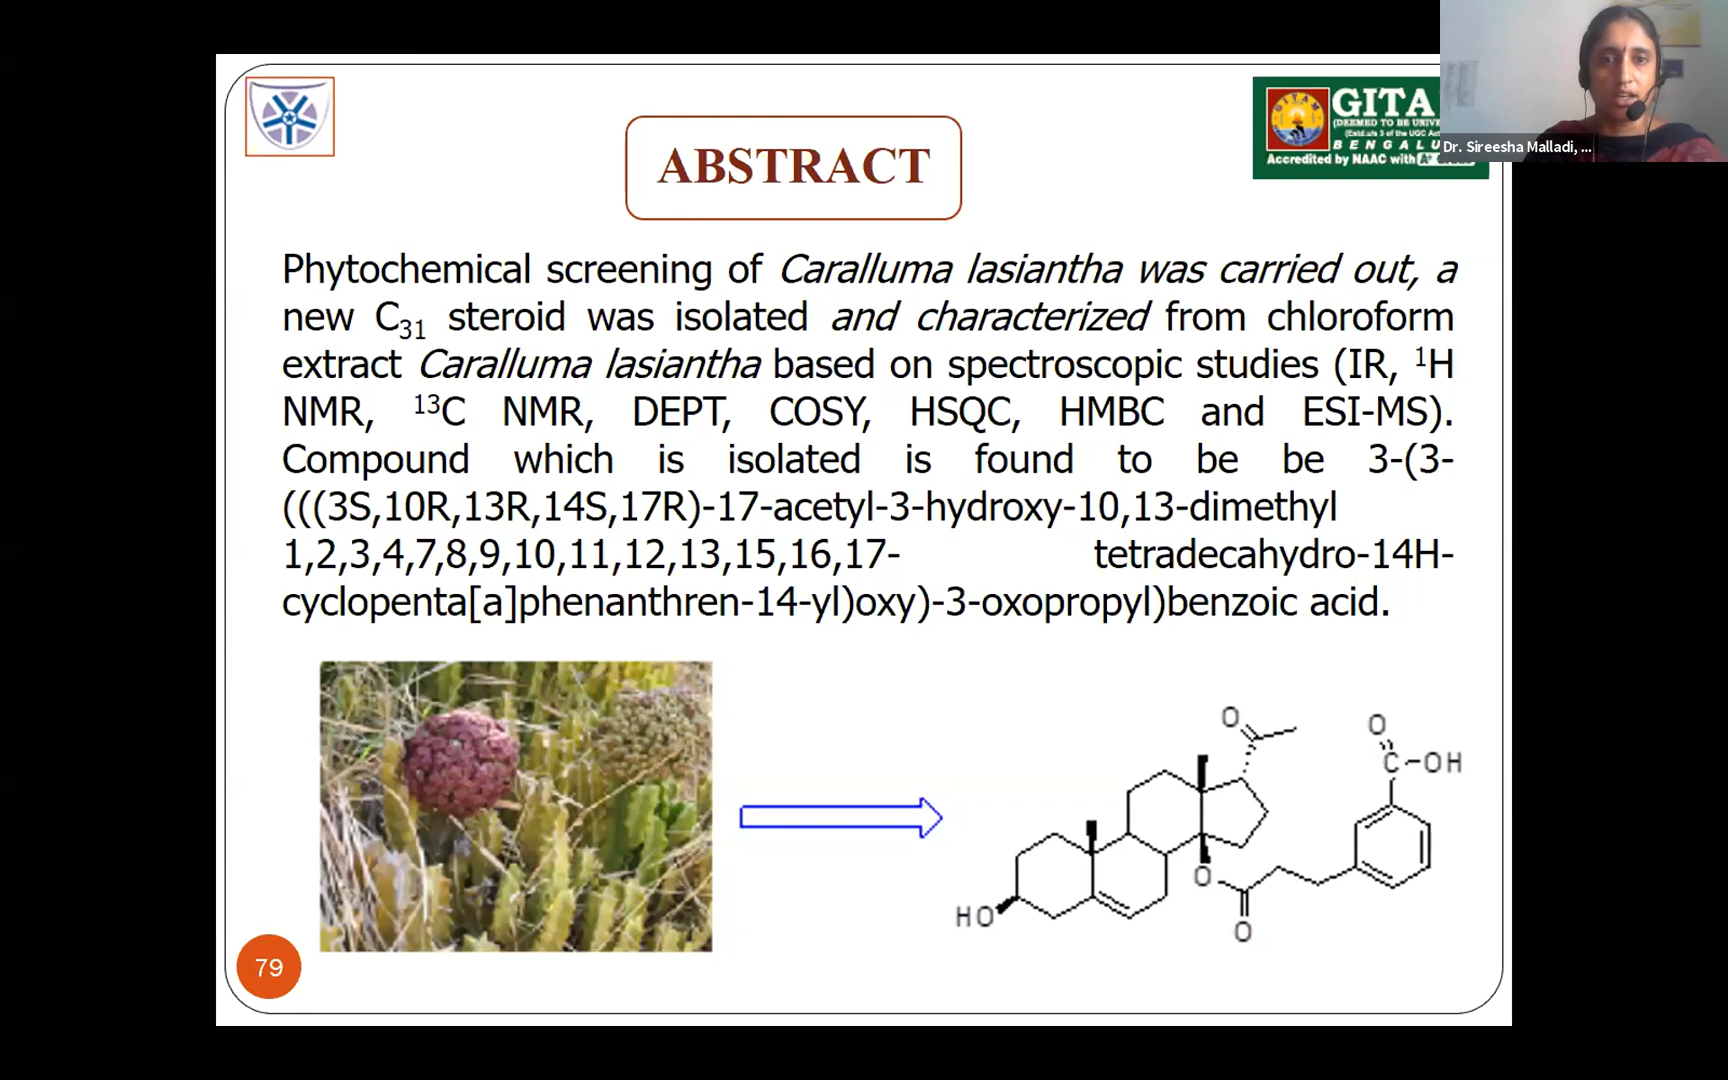 ABSTRACT
GITA
(DEEMED TO BE UNIV
BENGALU
Accredited by NAAC with
Dr. Sireesha Malladi, ...
Phytochemical screening of Caralluma lasiantha was carried out, a
new C₃₁ steroid was isolated and characterized from chloroform
extract Caralluma lasiantha based on spectroscopic studies (IR, ¹H
NMR, ¹³C NMR, DEPT, COSY, HSQC, HMBC and ESI-MS).
Compound which is isolated is found to be be 3-(3-
(((3S,10R,13R,14S,17R)-17-acetyl-3-hydroxy-10,13-dimethyl
1,2,3,4,7,8,9,10,11,12,13,15,16,17- tetradecahydro-14H-
cyclopenta[a]phenanthren-14-yl)oxy)-3-oxopropyl)benzoic acid.
O
O
C-OH
O
HO
O
79